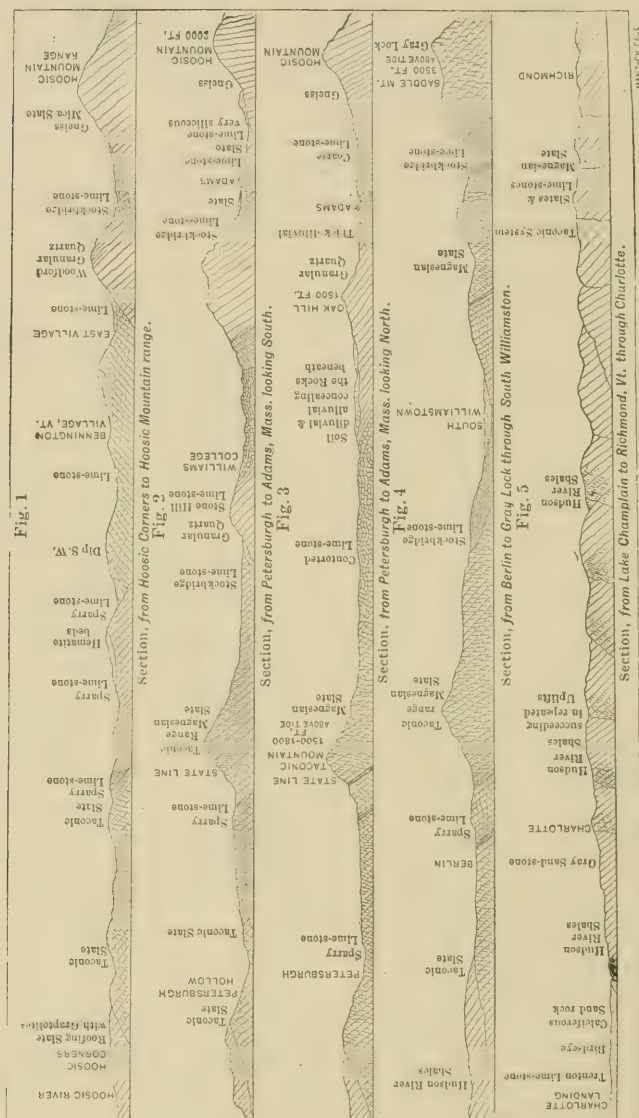 Fig. 1
HOOSIC RIVER
HOOSIC
CORNERS
Roofing Slate
with Graptolites
Taconic
Slate
Taconic
Slate
Sparry
Lime-stone
Sparry
Lime-stone
Hematite
beds
Sparry
Lime-stone
Dip S.W.
Lime-stone
BENNINGTON
VILLAGE, VT.
EAST VILLAGE
Lime-stone
Woodford
Granular
Quartz
Stockbridge
Lime-stone
Gneiss
Mica Slate
HOOSIC
MOUNTAIN
RANGE
Section, from Hoosic Corners to Hoosic Mountain range.
Fig. 2
Taconic
Slate
PETERSBURGH
HOLLOW
Taconic Slate
Sparry
Lime-stone
STATE LINE
Taconic
Range
Magnesian
Slate
Stockbridge
Lime-stone
Granular
Quartz
Stone Hill
Lime-stone
WILLIAMS
COLLEGE
Stockbridge
Lime-stone
Slate
ADAMS
Lime-stone
Slate
Lime-stone
very siliceous
Gneiss
HOOSIC
MOUNTAIN
2000 FT.
Section, from Petersburgh to Adams, Mass. looking South.
Fig. 3
PETERSBURGH
Sparry
Lime-stone
STATE LINE
TACONIC
MOUNTAIN
1500-1800
FT.
ABOVE TIDE
Magnesian
Slate
Contorted
Lime-stone
Soil
diluvial &
alluvial
concealing
the Rocks
beneath
OAK HILL
1500 FT.
Granular
Quartz
Thick diluvial
ADAMS
Coarse
Lime-stone
Gneiss
HOOSIC
MOUNTAIN
Section, from Petersburgh to Adams, Mass. looking North.
Fig. 4
Hudson River
Shales
Taconic
Slate
BERLIN
Sparry
Lime-stone
Taconic
range
Magnesian
Slate
Stockbridge
Lime-stone
SOUTH
WILLIAMSTOWN
Magnesian
Slate
Stockbridge
Lime-stone
SADDLE MT.
3500 FT.
ABOVE TIDE
Gray Lock
Section, from Berlin to Gray Lock through South Williamston.
Fig. 5
CHARLOTTE
LANDING
Trenton Lime-stone
Birdseye
Calciferous
Sand rock
Hudson
River
Shales
Gray Sand-stone
CHARLOTTE
Hudson
River
Shales
succeeding
in repeated
Uplifts
Hudson
River
Shales
Taconic System
Slates &
Lime-stones
Magnesian
Slate
RICHMOND
Section, from Lake Champlain to Richmond, Vt. through Charlotte.